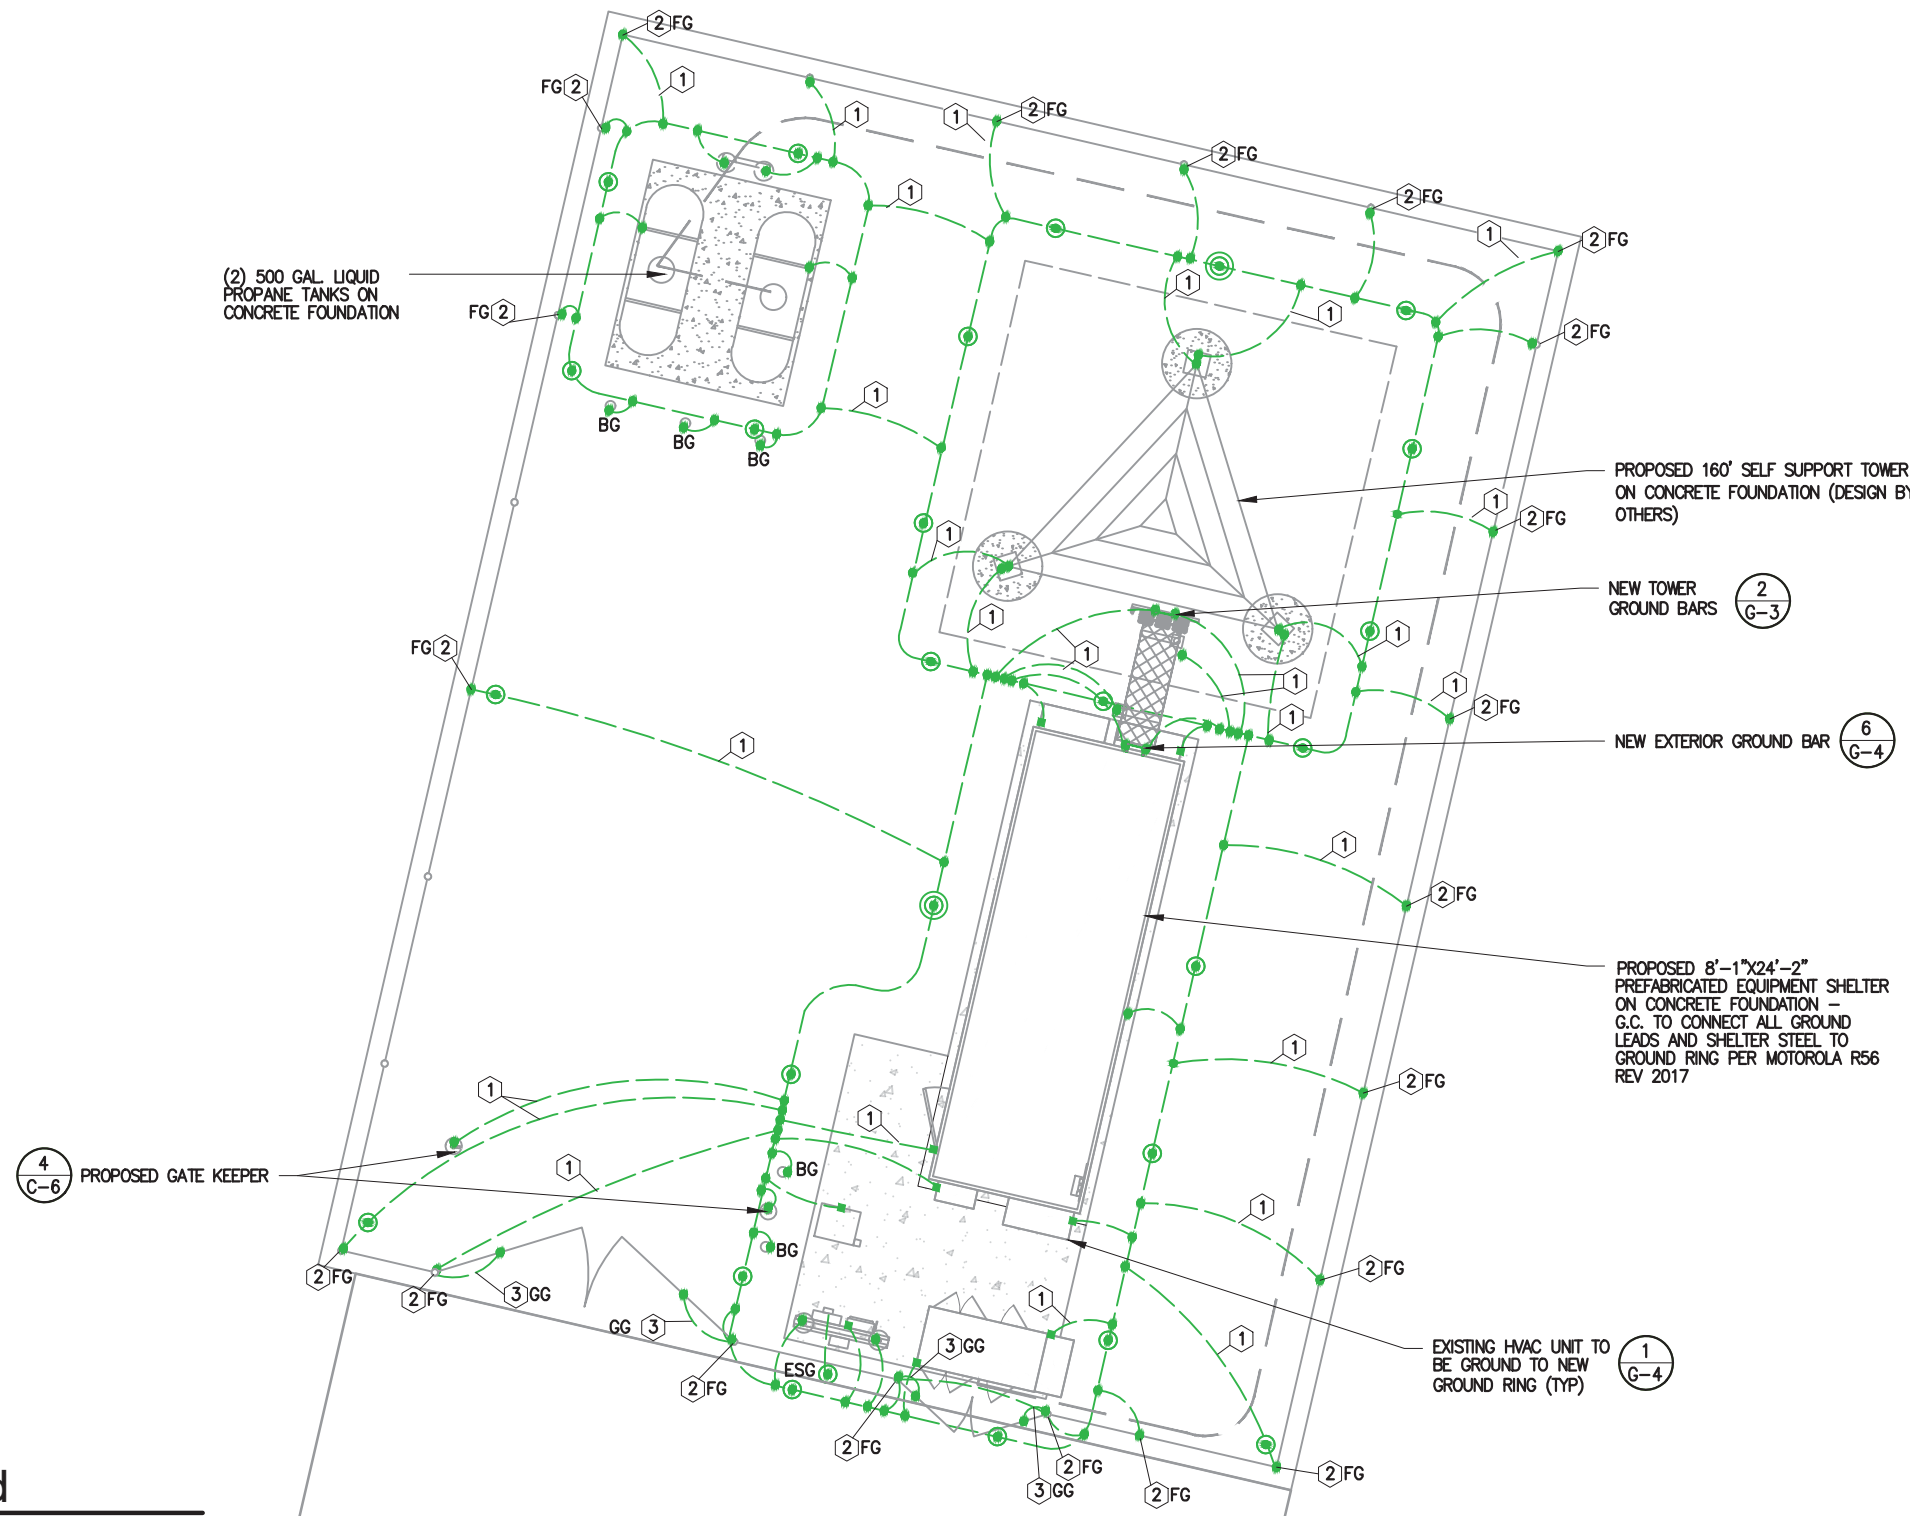 2 FG
1
FG 2
1
1
2 FG
2 FG
1
2 FG
1
2 FG
(2) 500 GAL. LIQUID
PROPANE TANKS ON
CONCRETE FOUNDATION
FG 2
1
1
2 FG
1
BG
BG
BG
PROPOSED 160' SELF SUPPORT TOWER
ON CONCRETE FOUNDATION (DESIGN BY
OTHERS)
1
2 FG
1
NEW TOWER
GROUND BARS
2
G-3
1
FG 2
1
1
1
1
2 FG
1
1
NEW EXTERIOR GROUND BAR
6
G-4
1
2 FG
PROPOSED 8'-1"X24'-2"
PREFABRICATED EQUIPMENT SHELTER
ON CONCRETE FOUNDATION -
G.C. TO CONNECT ALL GROUND
LEADS AND SHELTER STEEL TO
GROUND RING PER MOTOROLA R56
REV 2017
1
2 FG
1
1
4
C-6
PROPOSED GATE KEEPER
1
BG
1
BG
2 FG
2 FG
3 GG
2 FG
1
GG 3
1
3 GG
ESG
2 FG
EXISTING HVAC UNIT TO
BE GROUND TO NEW
GROUND RING (TYP)
1
G-4
2 FG
2 FG
2 FG
3 GG
2 FG
d